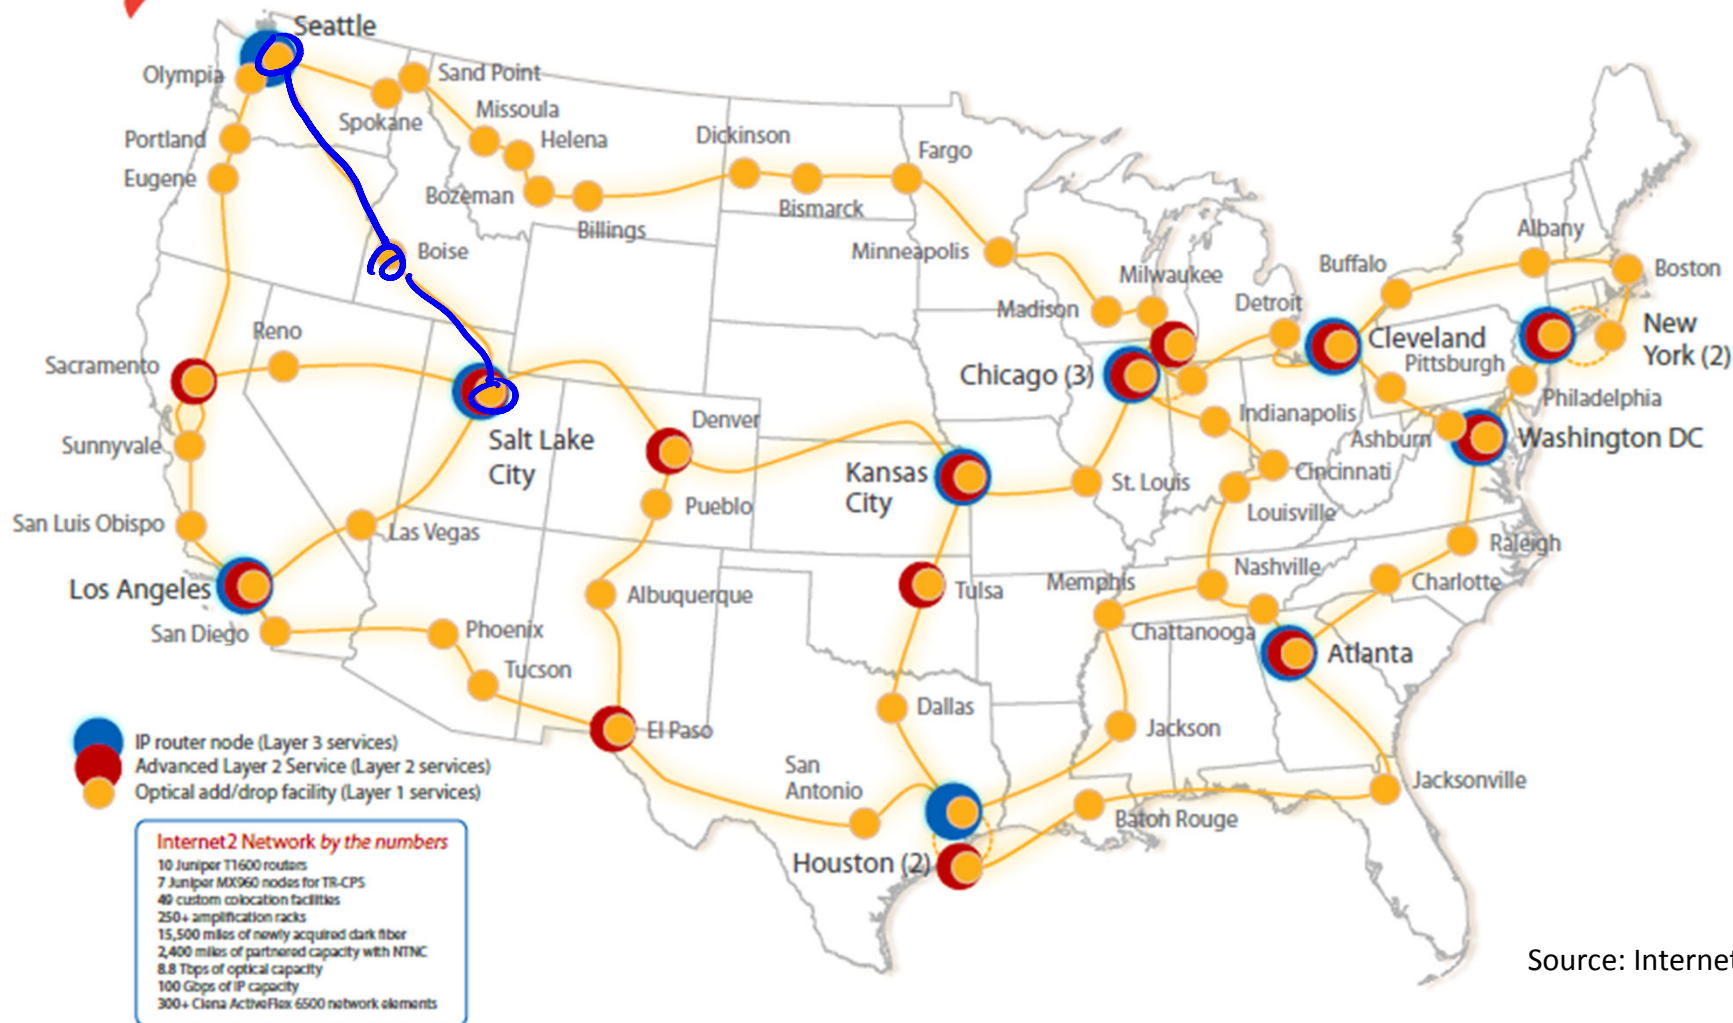 Seattle
Olympia
Sand Point
Spokane
Missoula
Portland
Helena
Dickinson
Fargo
Eugene
Bozeman
Bismarck
Billings
Boise
Minneapolis
Albany
Buffalo
Boston
Milwaukee
Madison
Detroit
Reno
New
York (2)
Cleveland
Sacramento
Pittsburgh
Chicago (3)
Philadelphia
Indianapolis
Denver
Salt Lake
City
Ashburn
Washington DC
Sunnyvale
Kansas
City
Cincinnati
St. Louis
Pueblo
Louisville
San Luis Obispo
Las Vegas
Raleigh
Nashville
Memphis
Charlotte
Los Angeles
Tulsa
Albuquerque
San Diego
Phoenix
Chattanooga
Atlanta
Tucson
Dallas
El Paso
Jackson
San
Antonio
Jacksonville
Baton Rouge
Houston (2)
IP router node (Layer 3 services)
Advanced Layer 2 Service (Layer 2 services)
Optical add/drop facility (Layer 1 services)
Internet2 Network by the numbers
10 Juniper T1600 routers
7 Juniper MX960 nodes for TR-CPS
49 custom colocation facilities
250+ amplification racks
15,500 miles of newly acquired dark fiber
2,400 miles of partnered capacity with NTNC
8.8 Tbps of optical capacity
100 Gbps of IP capacity
300+ Ciena ActiveFlex 6500 network elements
Source: Internet